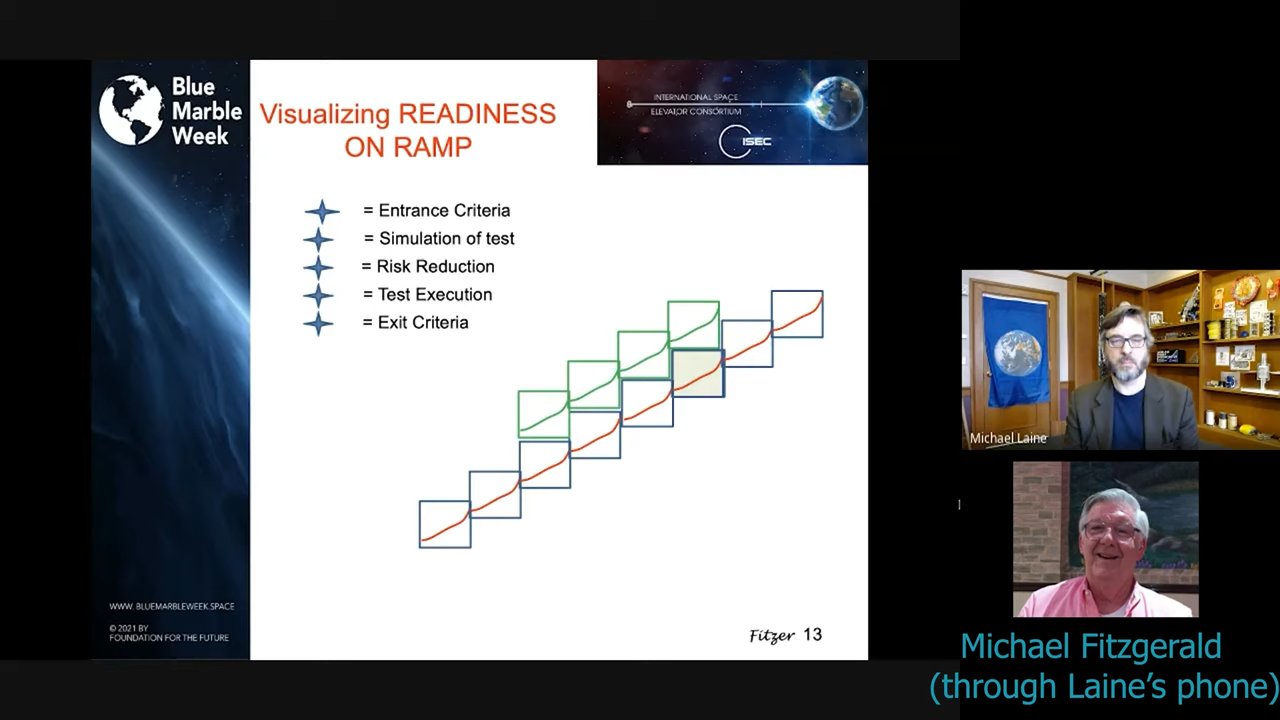 Blue
Marble
Week
Visualizing READINESS
ON RAMP
INTERNATIONAL SPACE
ELEVATOR CONSORTIUM
ISEC
= Entrance Criteria
= Simulation of test
= Risk Reduction
= Test Execution
= Exit Criteria
WWW. BLUEMARBLEWEEK.SPACE
© 2021 BY
FOUNDATION FOR THE FUTURE
Fitzer 13
Michael Laine
Michael Fitzgerald
(through Laine's phone)